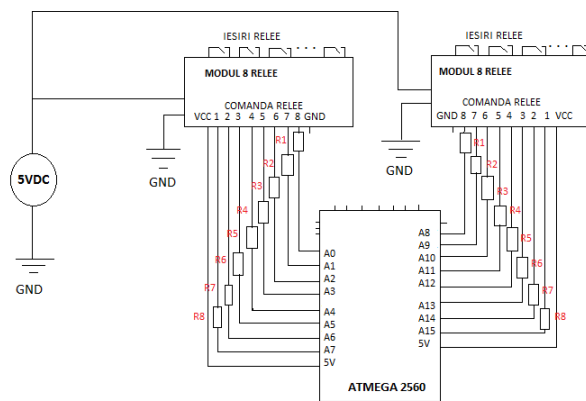 IESIRI RELEE
MODUL 8 RELEE
COMANDA RELEE
VCC 1 2 3 4 5 6 7 8 GND
IESIRI RELEE
MODUL 8 RELEE
COMANDA RELEE
GND 8 7 6 5 4 3 2 1 VCC
5VDC
GND
GND
GND
R1
R2
R3
R4
R5
R6
R7
R8
R1
R2
R3
R4
R5
R6
R7
R8
A0
A1
A2
A3
A4
A5
A6
A7
5V
A8
A9
A10
A11
A12
A13
A14
A15
5V
ATMEGA 2560